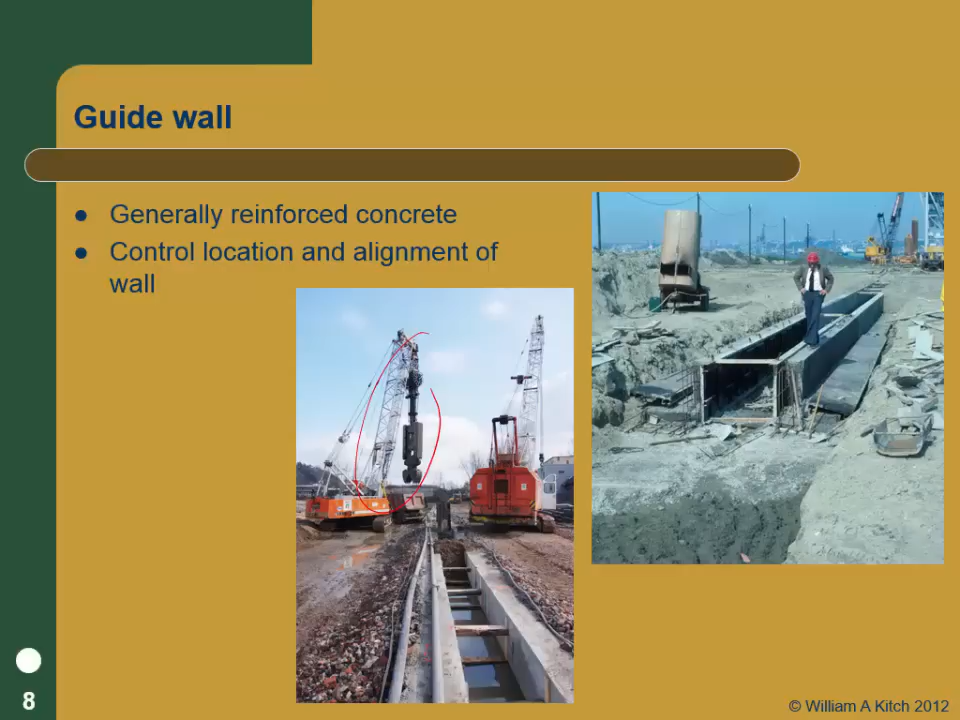 Guide wall
● Generally reinforced concrete
● Control location and alignment of
wall
8
© William A Kitch 2012